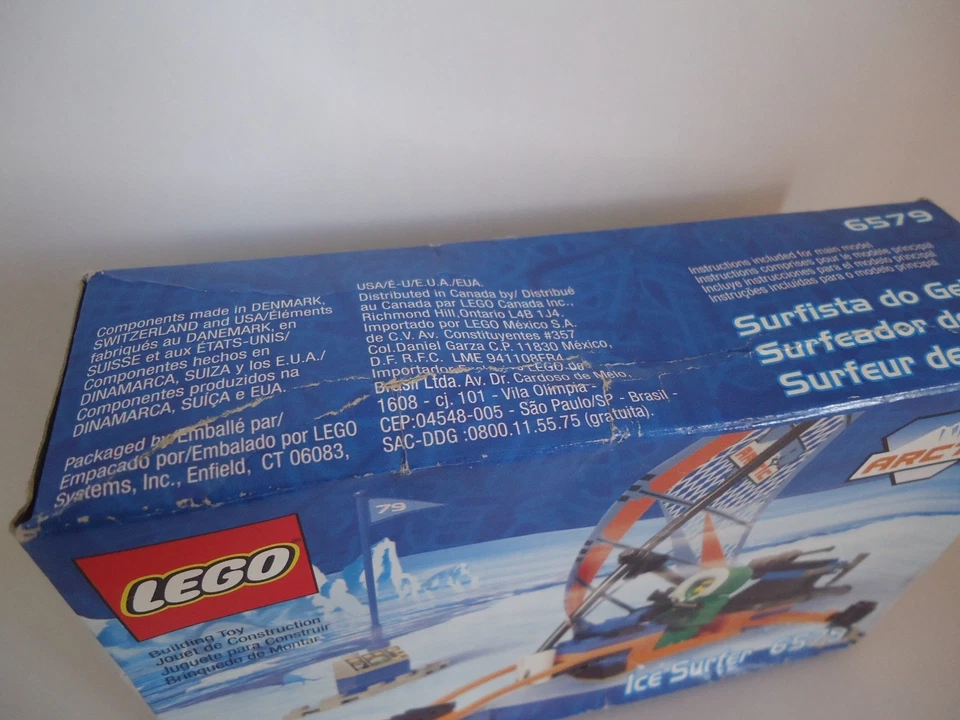 Components made in DENMARK,
SWITZERLAND and USA/Éléments
fabriqués au DANEMARK, en
SUISSE et aux ÉTATS-UNIS/
Componentes hechos en
DINAMARCA, SUIZA y los E.U.A./
Componentes produzidos na
DINAMARCA, SUÍÇA e EUA.
Packaged by/Emballé par/
Empacado por/Embalado por LEGO
Systems, Inc., Enfield, CT 06083,
USA/É-U/E.U.A./EUA.
Distributed in Canada by/ Distribué
au Canada par LEGO Canada Inc.,
Richmond Hill,Ontario L4B 1J4.
Importado por LEGO México S.A.
de C.V. Av. Constituyentes #357
Col.Daniel Garza C.P. 11830 México,
D.F. R.F.C. LME 941108
LEGO do
Brasil Ltda. Av. Dr. Cardoso de Melo,
1608 - cj. 101 - Vila Olímpia -
CEP:04548-005 - São Paulo/SP - Brasil -
SAC-DDG :0800.11.55.75 (gratuita).
6579
Instructions included for main model
Instructions comprises pour le modèle principal
Incluye instrucciones para el modelo principal
Instruções incluídas para o modelo principal
Surfista do
Surfeador
Surfeur de
79
LEGO
Building Toy
Jouet de Construction
Juguete para Construir
Brinquedo de Montar
ARCT
Ice Surfer 6579